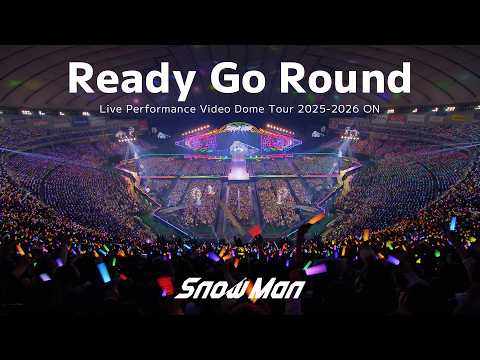 Ready Go Round
Live Performance Video Dome Tour 2025-2026 ON
Snow Man